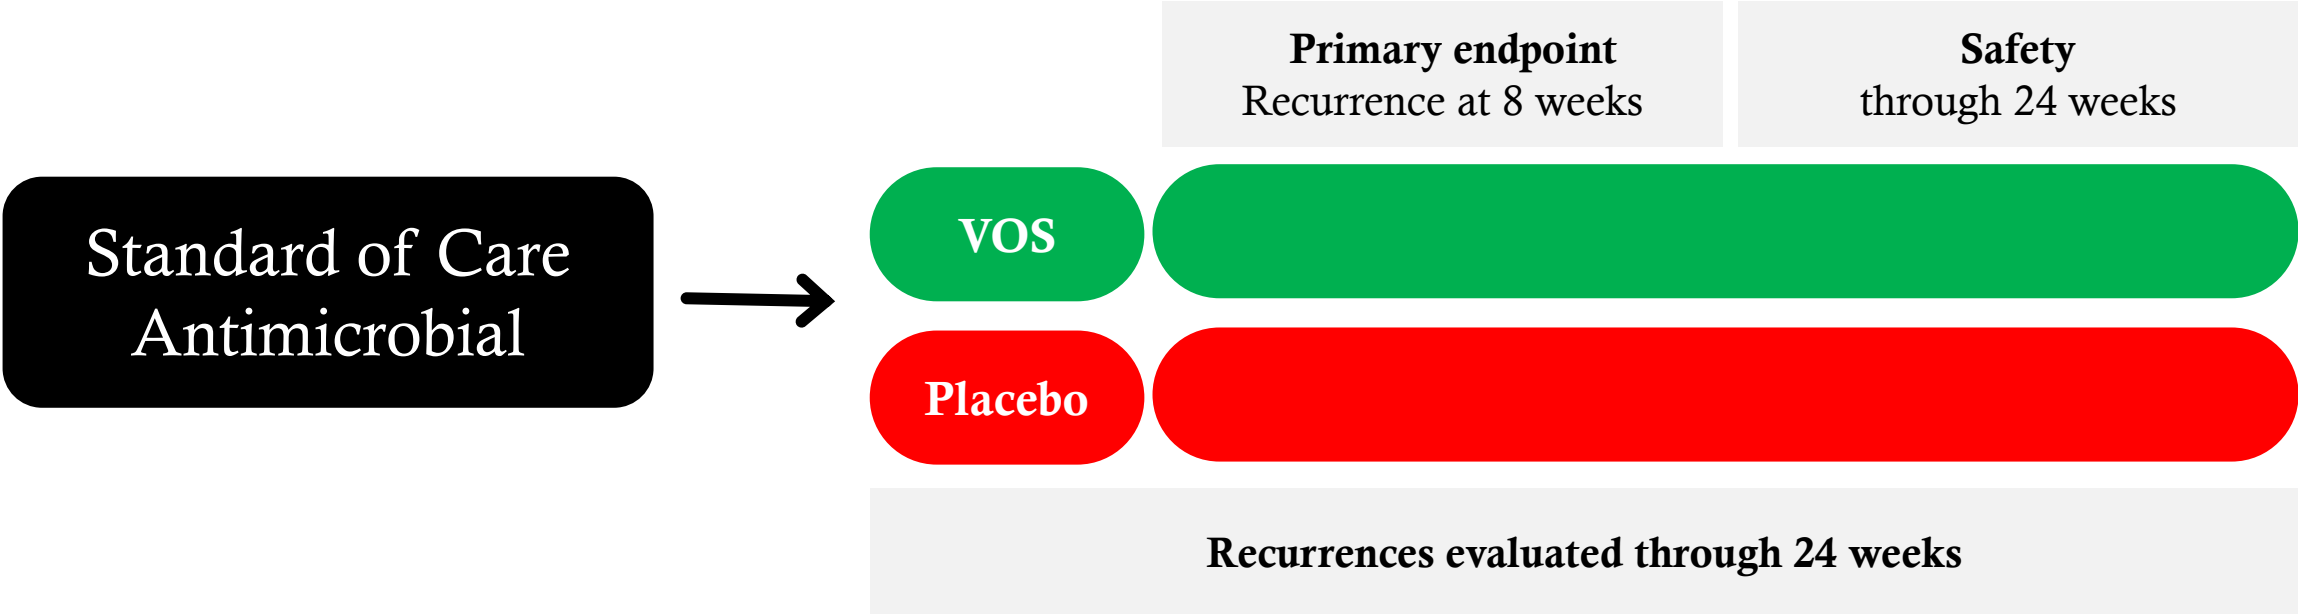 Primary endpoint
Recurrence at 8 weeks
Safety
through 24 weeks
Standard of Care
Antimicrobial
VOS
Placebo
Recurrences evaluated through 24 weeks